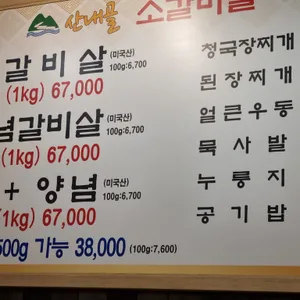 산내골 소갈비살
갈비살 (미국산) 100g:6,700
(1kg) 67,000
념갈비살 (미국산) 100g:6,700
(1kg) 67,000
+ 양념 (미국산) 100g:6,700
(1kg) 67,000
500g 가능 38,000 (100g:7,600)
청국장찌개
된장찌개
얼큰우동
묵사발
누룽지
공기밥